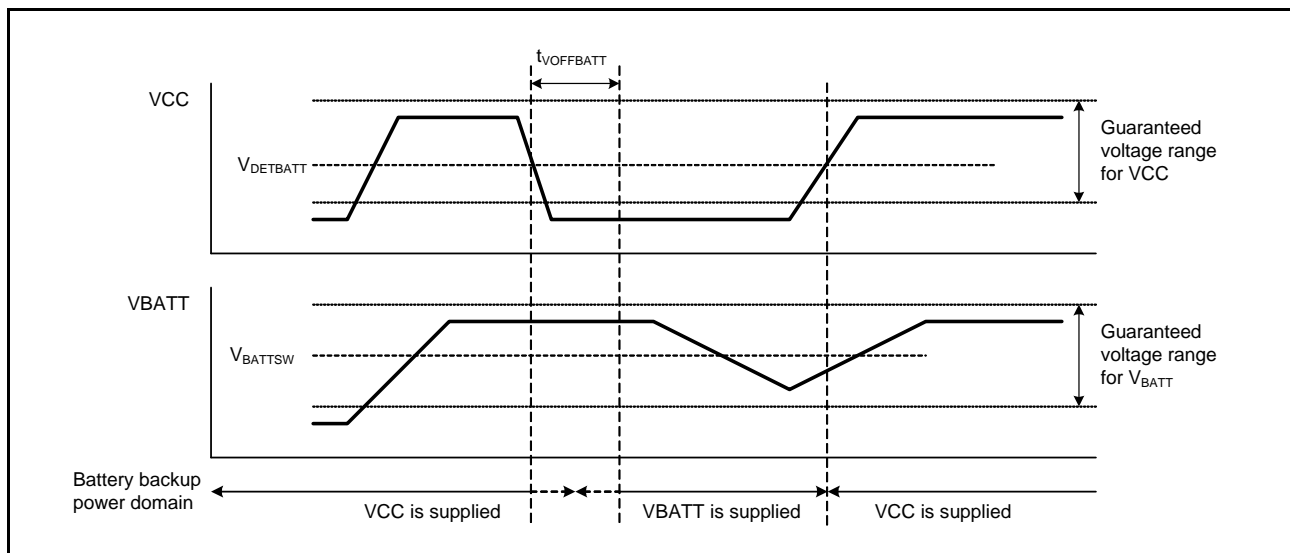 tVOFFBATT
VCC
VDETBATT
Guaranteed
voltage range
for VCC
VBATT
VBATTSW
Guaranteed
voltage range
for VBATT
Battery backup
power domain
VCC is supplied
VBATT is supplied
VCC is supplied